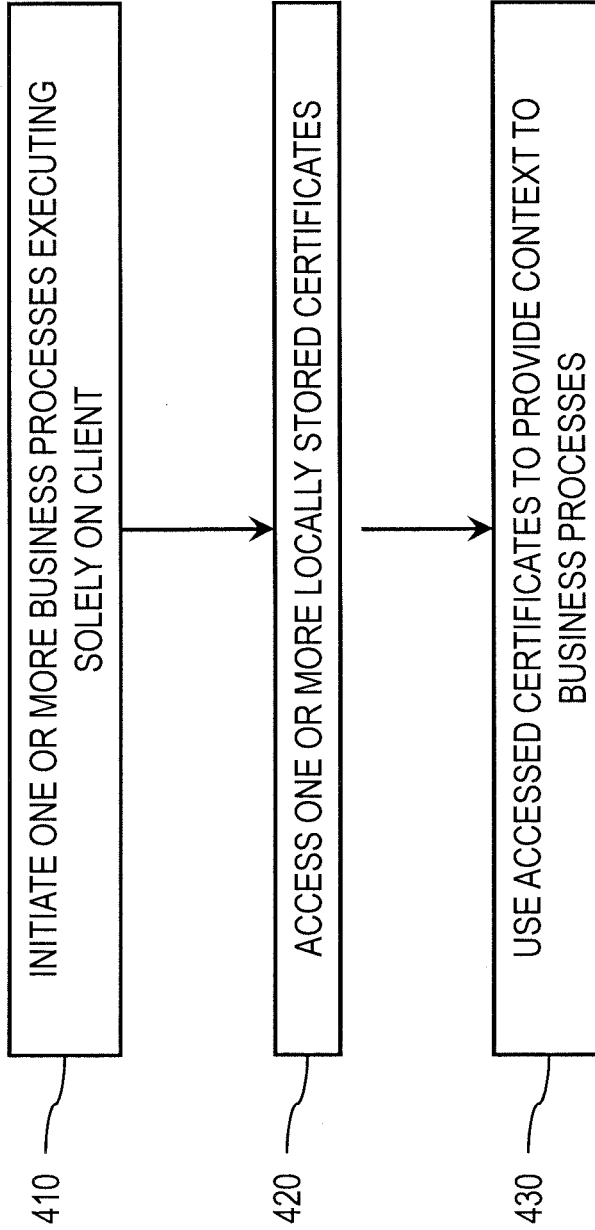 410
INITIATE ONE OR MORE BUSINESS PROCESSES EXECUTING
SOLELY ON CLIENT
420
ACCESS ONE OR MORE LOCALLY STORED CERTIFICATES
430
USE ACCESSED CERTIFICATES TO PROVIDE CONTEXT TO
BUSINESS PROCESSES